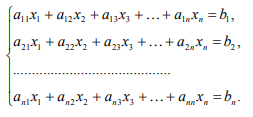 a₁₁x₁ + a₁₂x₂ + a₁₃x₃ + … + a₁ₙxₙ = b₁,
a₂₁x₁ + a₂₂x₂ + a₂₃x₃ + … + a₂ₙxₙ = b₂,
........................................
aₙ₁x₁ + aₙ₂x₂ + aₙ₃x₃ + … + aₙₙxₙ = bₙ.